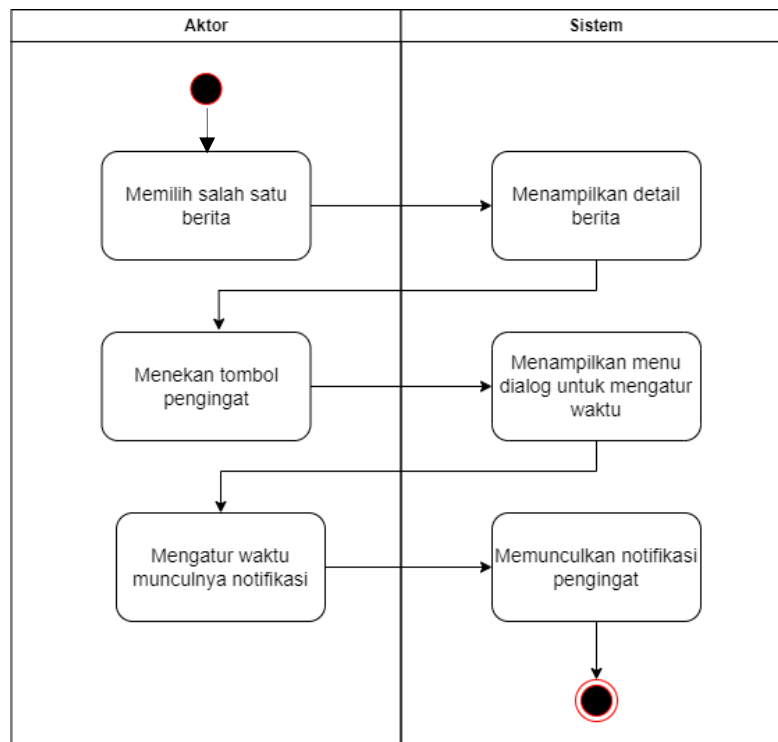 Aktor
Sistem
Memilih salah satu
berita
Menampilkan detail
berita
Menekan tombol
pengingat
Menampilkan menu
dialog untuk mengatur
waktu
Mengatur waktu
munculnya notifikasi
Memunculkan notifikasi
pengingat